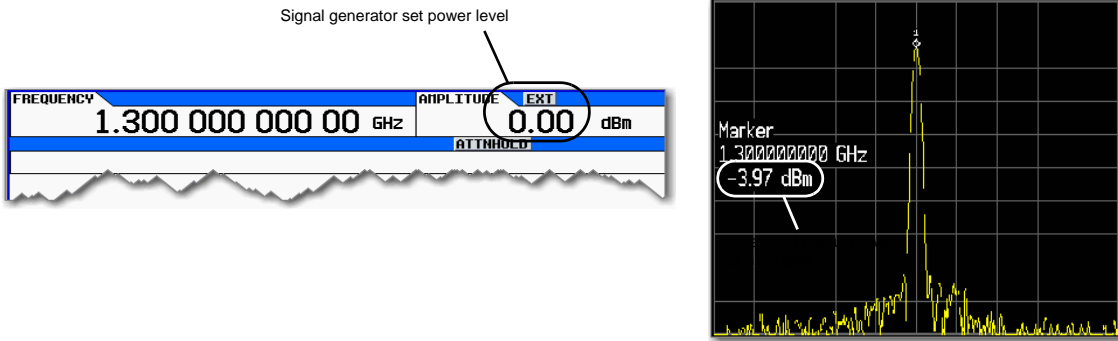 Signal generator set power level
FREQUENCY
1.300 000 000 00 GHz
AMPLITUDE EXT
0.00 dBm
ATTNHOLD
1
Marker
1.300000000 GHz
-3.97 dBm